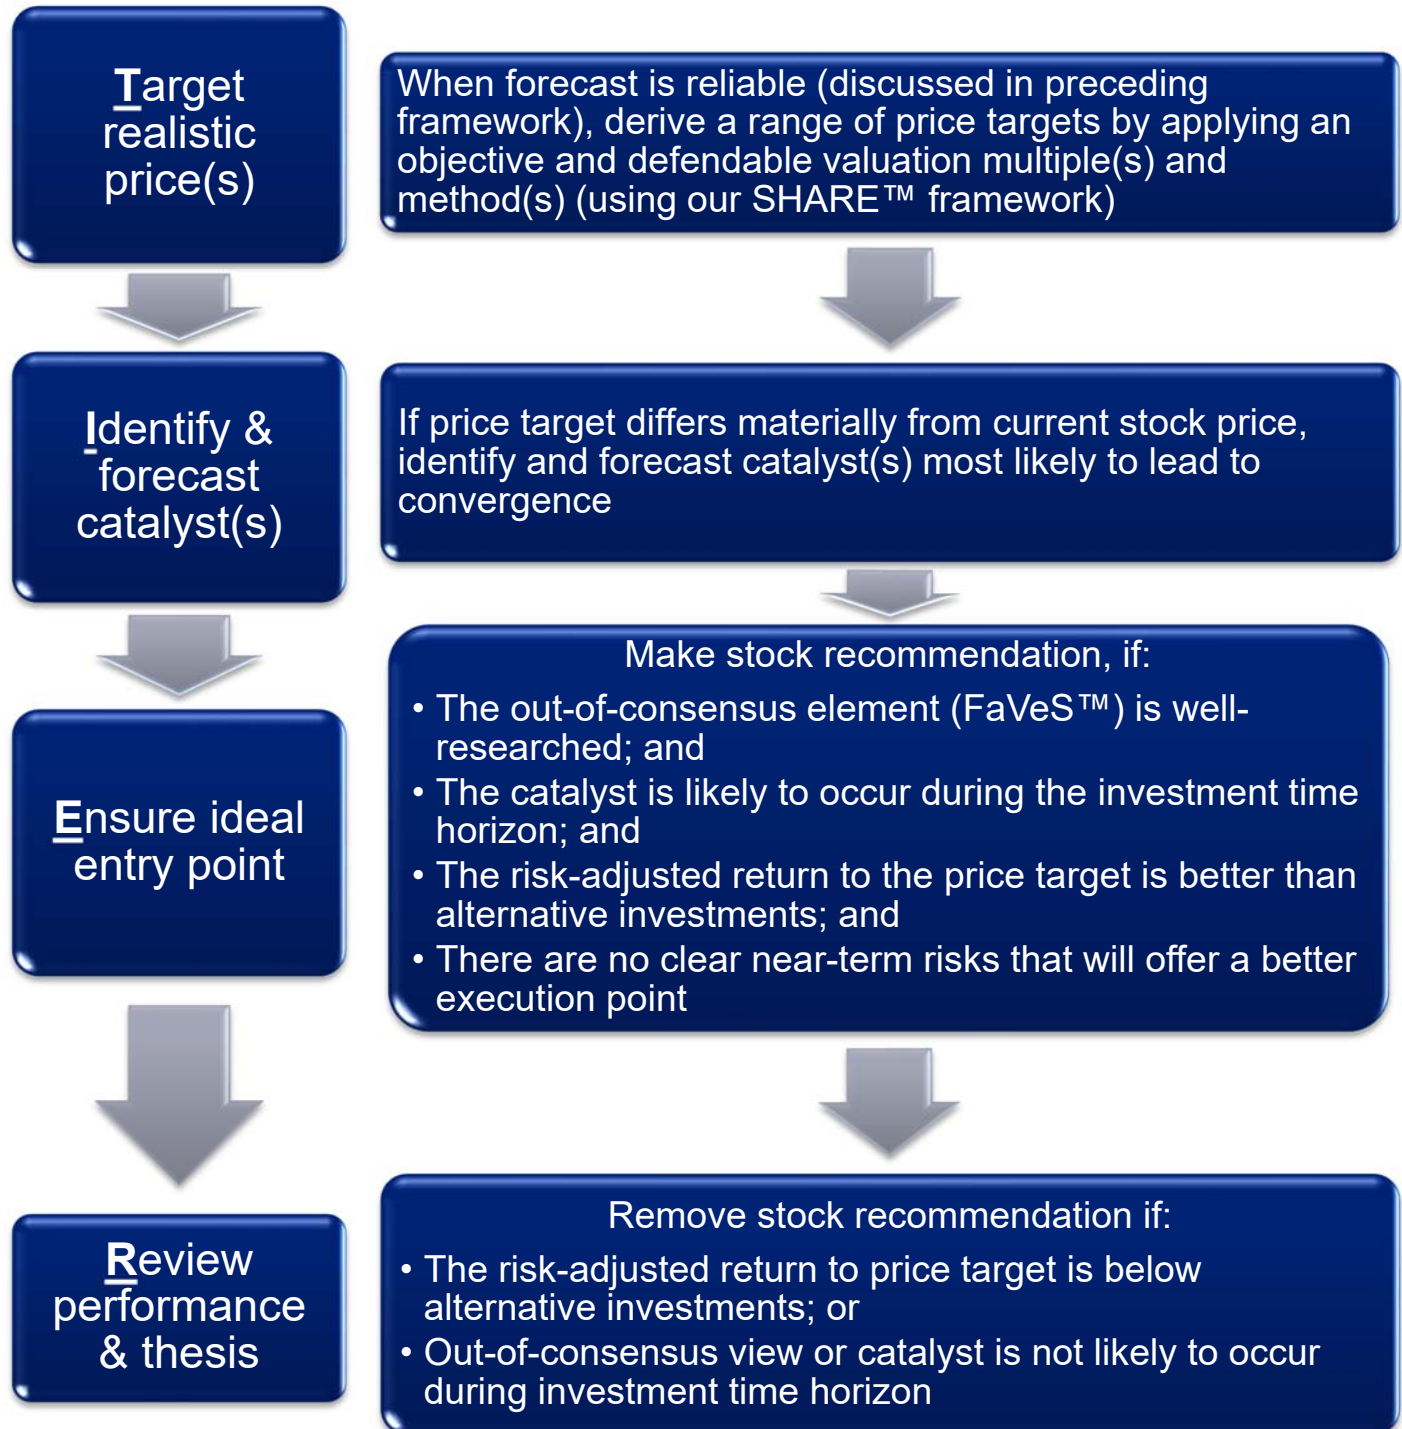 Target
realistic
price(s)
When forecast is reliable (discussed in preceding
framework), derive a range of price targets by applying an
objective and defendable valuation multiple(s) and
method(s) (using our SHARE™ framework)
Identify &
forecast
catalyst(s)
If price target differs materially from current stock price,
identify and forecast catalyst(s) most likely to lead to
convergence
Ensure ideal
entry point
Make stock recommendation, if:
• The out-of-consensus element (FaVeS™) is well-
researched; and
• The catalyst is likely to occur during the investment time
horizon; and
• The risk-adjusted return to the price target is better than
alternative investments; and
• There are no clear near-term risks that will offer a better
execution point
Review
performance
& thesis
Remove stock recommendation if:
• The risk-adjusted return to price target is below
alternative investments; or
• Out-of-consensus view or catalyst is not likely to occur
during investment time horizon